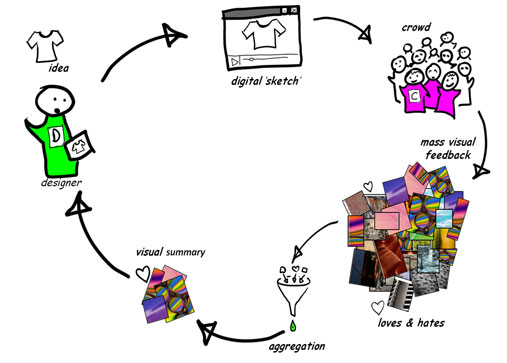 idea
D
designer
digital 'sketch'
crowd
C
mass visual
feedback
loves & hates
aggregation
visual summary